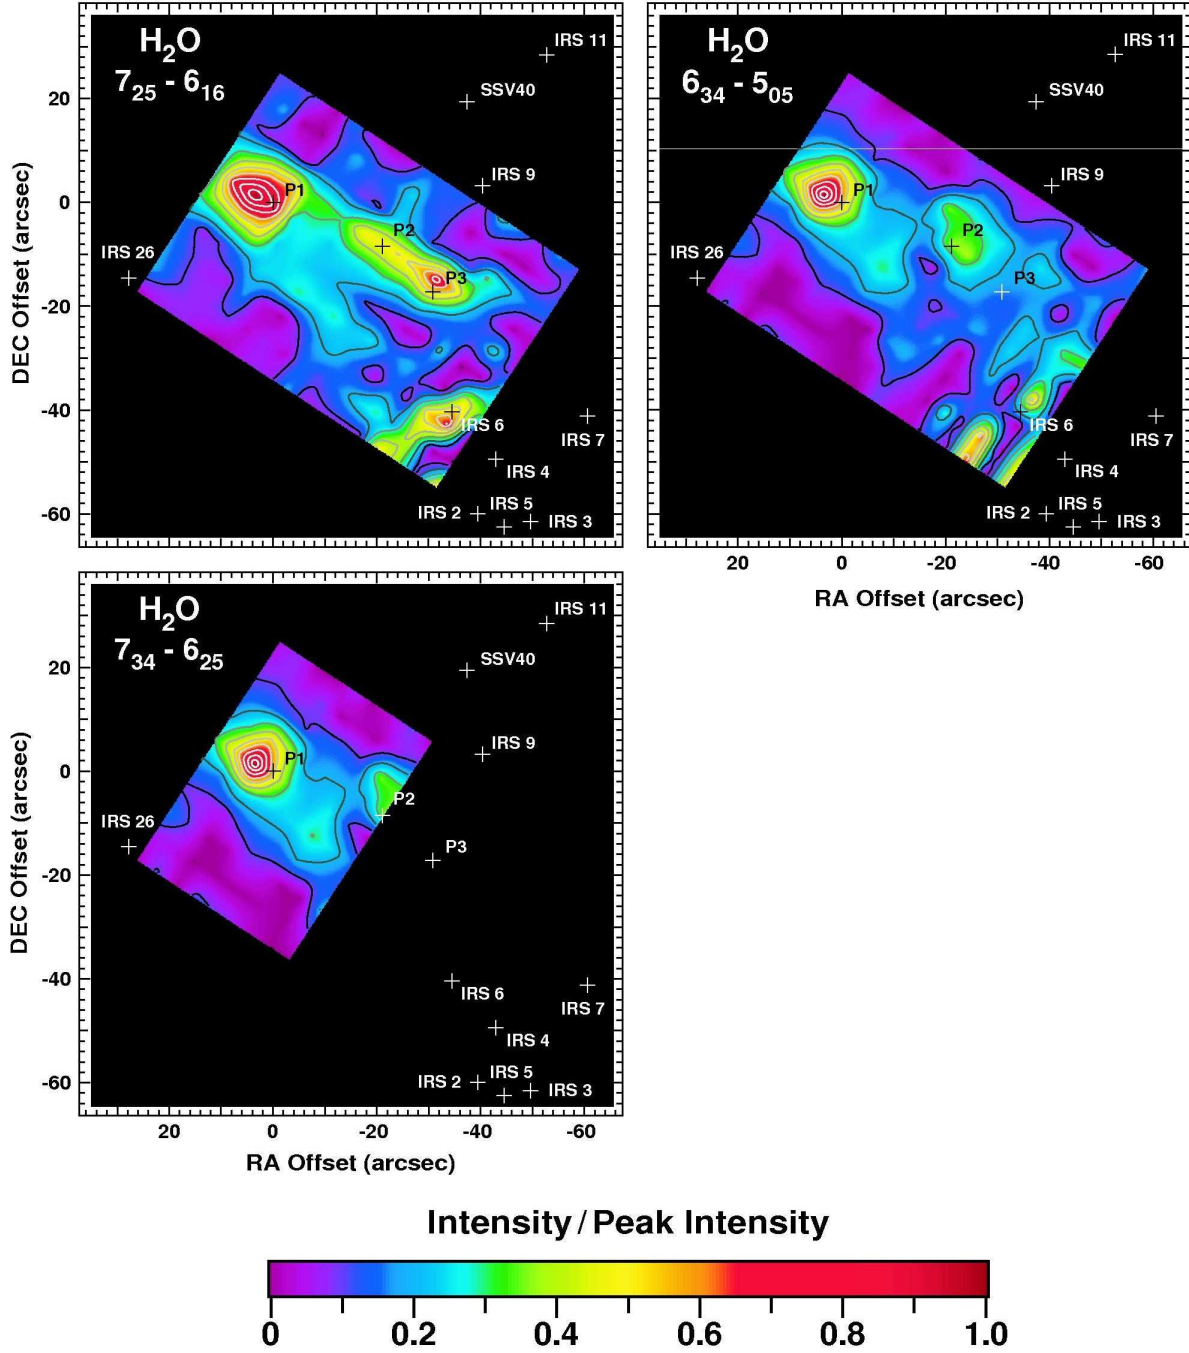 H2O
725 - 616
IRS 11
SSV40
IRS 9
P1
P2
P3
IRS 26
IRS 6
IRS 7
IRS 4
IRS 5
IRS 2
IRS 3
20
0
-20
-40
-60
DEC Offset (arcsec)
H2O
634 - 505
IRS 11
SSV40
IRS 9
P1
P2
P3
IRS 26
IRS 6
IRS 7
IRS 4
IRS 5
IRS 2
IRS 3
20 0 -20 -40 -60
RA Offset (arcsec)
H2O
734 - 625
IRS 11
SSV40
IRS 9
P1
P2
P3
IRS 26
IRS 6
IRS 7
IRS 4
IRS 5
IRS 2
IRS 3
20
0
-20
-40
-60
DEC Offset (arcsec)
20 0 -20 -40 -60
RA Offset (arcsec)
Intensity / Peak Intensity
0 0.2 0.4 0.6 0.8 1.0